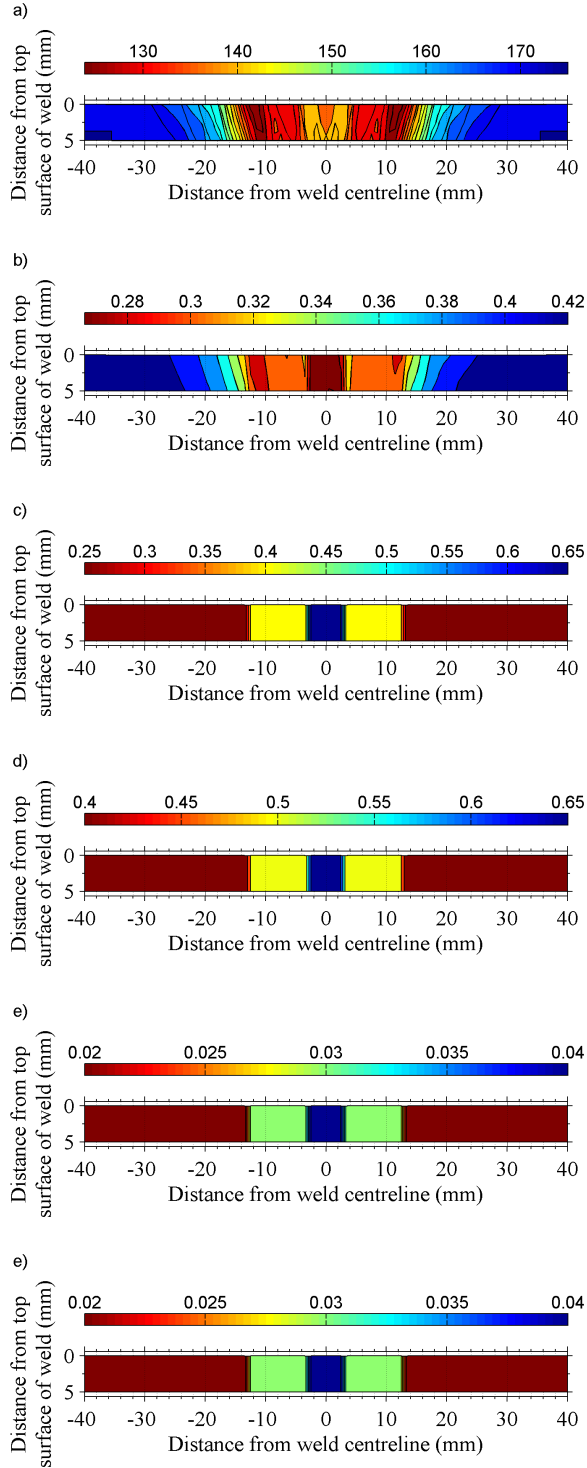 a)
130 140 150 160 170
Distance from top
surface of weld (mm)
0
5
-40 -30 -20 -10 0 10 20 30 40
Distance from weld centreline (mm)
b)
0.28 0.3 0.32 0.34 0.36 0.38 0.4 0.42
Distance from top
surface of weld (mm)
0
5
-40 -30 -20 -10 0 10 20 30 40
Distance from weld centreline (mm)
c)
0.25 0.3 0.35 0.4 0.45 0.5 0.55 0.6 0.65
Distance from top
surface of weld (mm)
0
5
-40 -30 -20 -10 0 10 20 30 40
Distance from weld centreline (mm)
d)
0.4 0.45 0.5 0.55 0.6 0.65
Distance from top
surface of weld (mm)
0
5
-40 -30 -20 -10 0 10 20 30 40
Distance from weld centreline (mm)
e)
0.02 0.025 0.03 0.035 0.04
Distance from top
surface of weld (mm)
0
5
-40 -30 -20 -10 0 10 20 30 40
Distance from weld centreline (mm)
e)
0.02 0.025 0.03 0.035 0.04
Distance from top
surface of weld (mm)
0
5
-40 -30 -20 -10 0 10 20 30 40
Distance from weld centreline (mm)